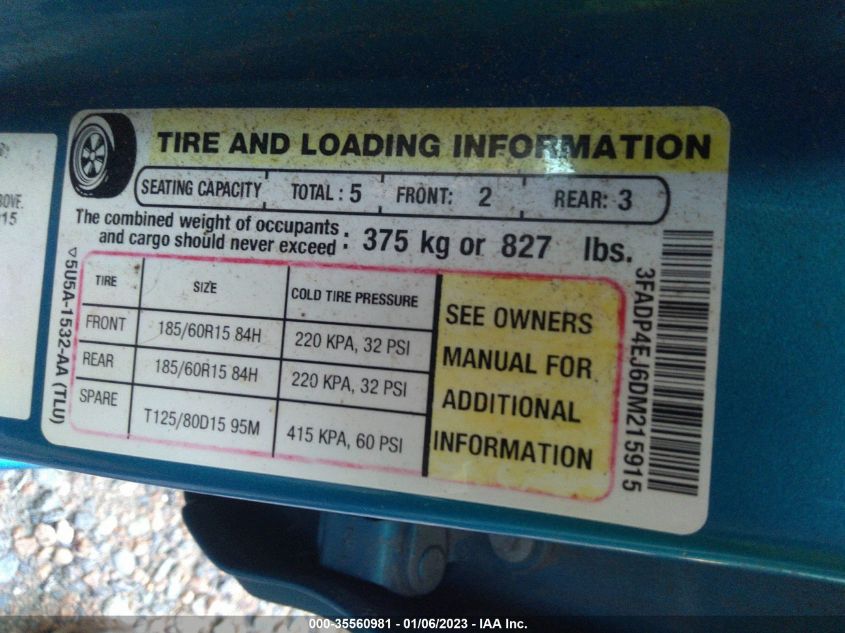 TIRE AND LOADING INFORMATION
SEATING CAPACITY TOTAL : 5 FRONT: 2 REAR: 3
The combined weight of occupants
and cargo should never exceed : 375 kg or 827 lbs.
TIRE SIZE COLD TIRE PRESSURE
FRONT 185/60R15 84H 220 KPA, 32 PSI
REAR 185/60R15 84H 220 KPA, 32 PSI
SPARE T125/80D15 95M 415 KPA, 60 PSI
SEE OWNERS
MANUAL FOR
ADDITIONAL
INFORMATION
5U5A-1532-AA (TLU)
3FADP4EJ6DM215915
BOVE.
15
000-35560981 - 01/06/2023 - IAA Inc.